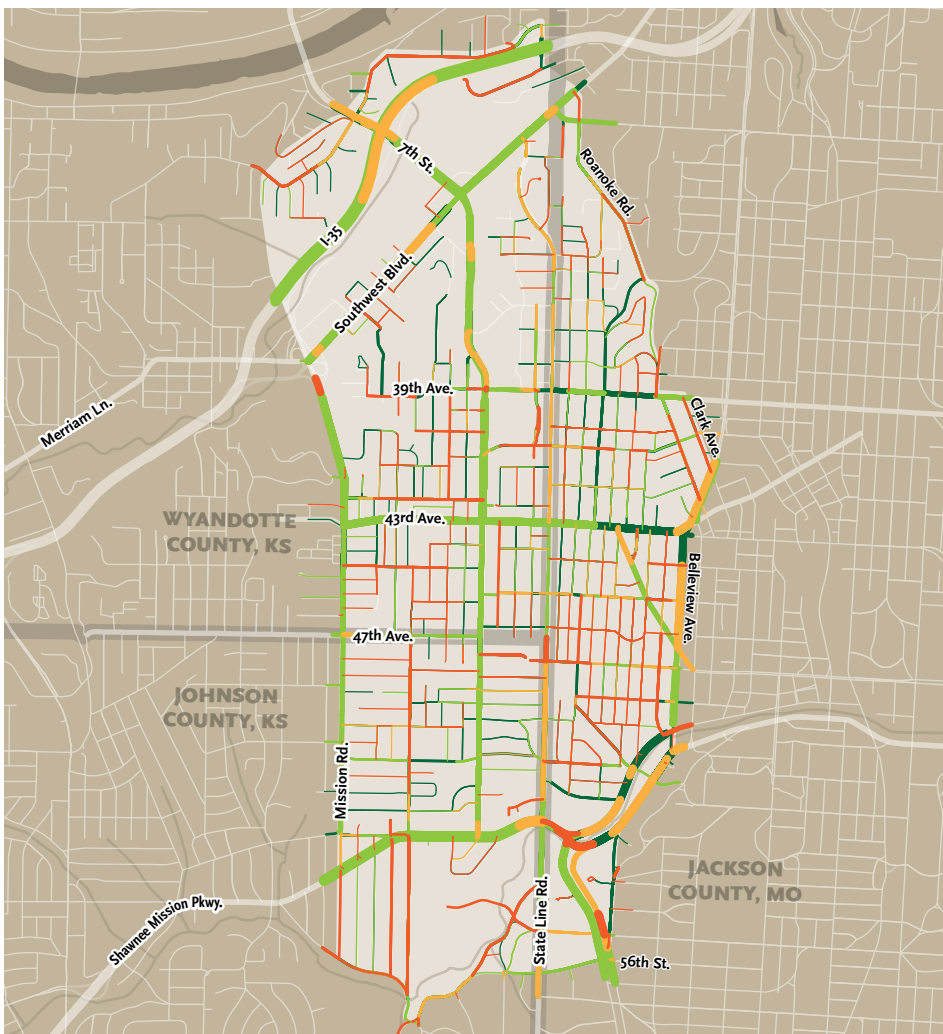 7th St.
Roanoke Rd.
I-35
Southwest Blvd.
39th Ave.
Merriam Ln.
Clark Ave.
43rd Ave.
WYANDOTTE
COUNTY, KS
Belleview Ave.
47th Ave.
JOHNSON
COUNTY, KS
Mission Rd.
JACKSON
COUNTY, MO
Shawnee Mission Pkwy.
State Line Rd.
56th St.